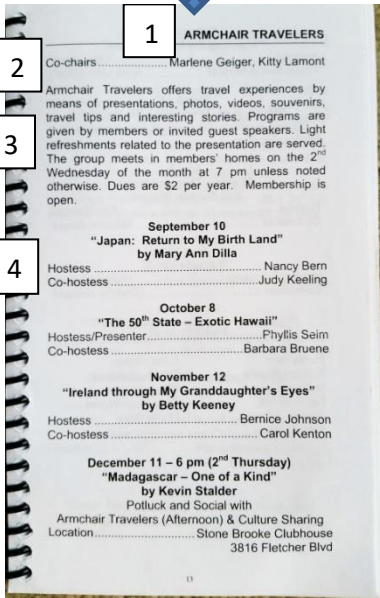 1
ARMCHAIR TRAVELERS
2
Co-chairs ..................... Marlene Geiger, Kitty Lamont
Armchair Travelers offers travel experiences by
means of presentations, photos, videos, souvenirs,
travel tips and interesting stories. Programs are
given by members or invited guest speakers. Light
3
refreshments related to the presentation are served.
The group meets in members' homes on the 2nd
Wednesday of the month at 7 pm unless noted
otherwise. Dues are $2 per year. Membership is
open.
September 10
"Japan: Return to My Birth Land"
by Mary Ann Dilla
4
Hostess ........................................ Nancy Bern
Co-hostess ................................... Judy Keeling
October 8
"The 50th State – Exotic Hawaii"
Hostess/Presenter........................... Phyllis Seim
Co-hostess ................................ Barbara Bruene
November 12
"Ireland through My Granddaughter's Eyes"
by Betty Keeney
Hostess ................................... Bernice Johnson
Co-hostess ................................... Carol Kenton
December 11 – 6 pm (2nd Thursday)
"Madagascar – One of a Kind"
by Kevin Stalder
Potluck and Social with
Armchair Travelers (Afternoon) & Culture Sharing
Location......................... Stone Brooke Clubhouse
3816 Fletcher Blvd
13